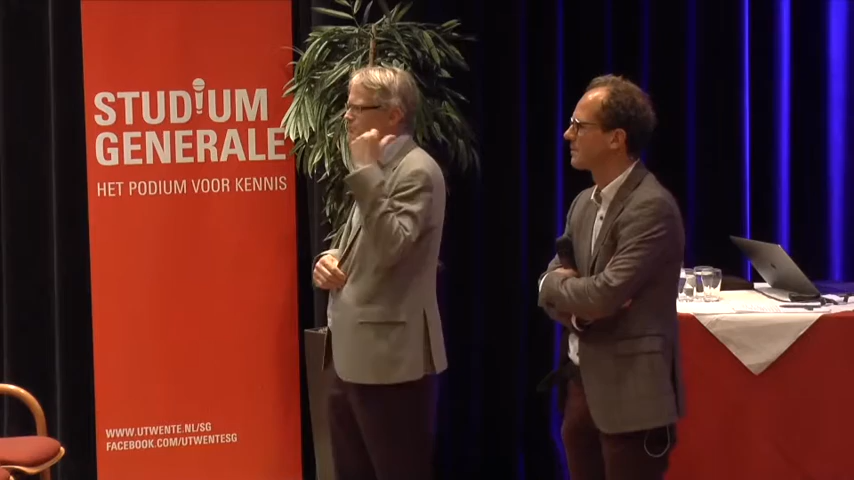 STUDIUM
GENERALE
HET PODIUM VOOR KENNIS
WWW.UTWENTE.NL/SG
FACEBOOK.COM/UTWENTESG